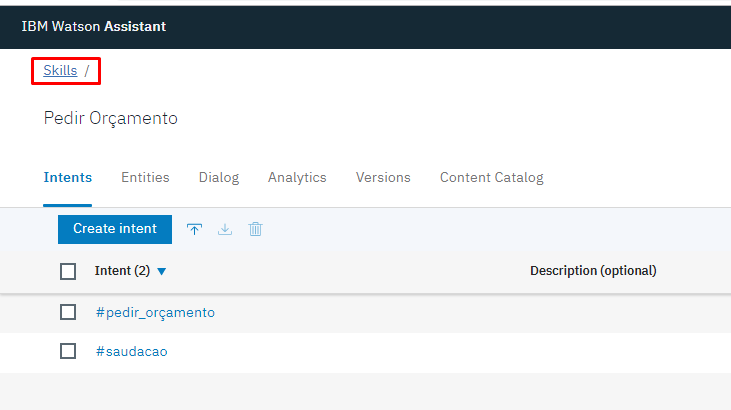 IBM Watson Assistant
Skills /
Pedir Orçamento
Intents Entities Dialog Analytics Versions Content Catalog
Create intent
Intent (2) Description (optional)
#pedir_orçamento
#saudacao